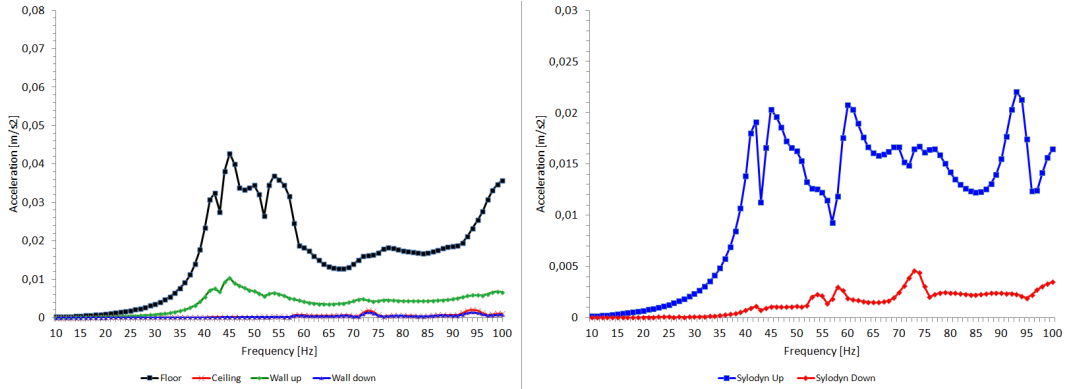 0,08
0,07
0,06
0,05
0,04
0,03
0,02
0,01
0
Acceleration [m/s2]
10 15 20 25 30 35 40 45 50 55 60 65 70 75 80 85 90 95 100
Frequency [Hz]
Floor Ceiling Wall up Wall down
0,03
0,025
0,02
0,015
0,01
0,005
0
Acceleration [m/s2]
10 15 20 25 30 35 40 45 50 55 60 65 70 75 80 85 90 95 100
Frequency [Hz]
Sylodyn Up Sylodyn Down